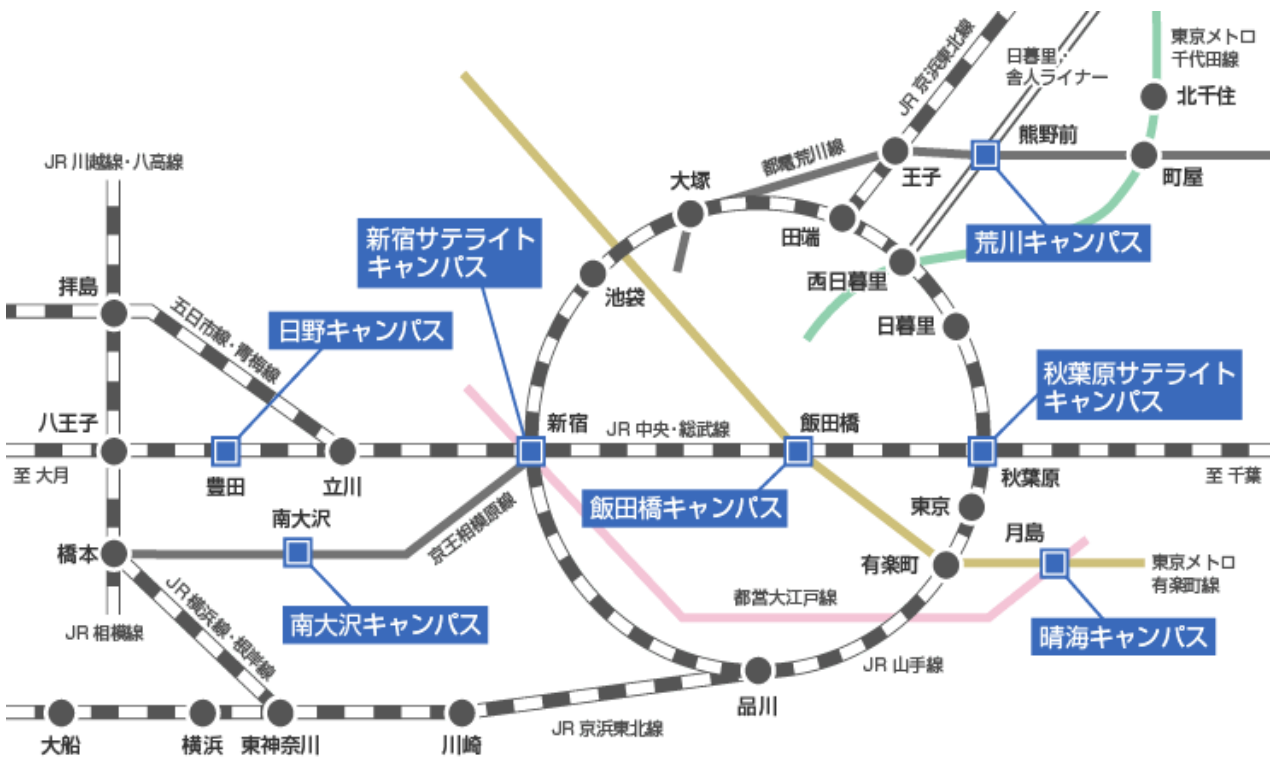 東京メトロ
千代田線
JR 京浜東北線
日暮里・
舎人ライナー
北千住
熊野前
JR 川越線・八高線
都電荒川線
王子
町屋
大塚
新宿サテライト
キャンパス
田端
荒川キャンパス
西日暮里
拝島
池袋
五日市線・青梅線
日野キャンパス
日暮里
秋葉原サテライト
キャンパス
八王子
新宿
JR 中央・総武線
飯田橋
至 大月
豊田
立川
秋葉原
至 千葉
飯田橋キャンパス
東京
南大沢
京王相模原線
月島
橋本
有楽町
東京メトロ
有楽町線
JR 横浜線・根岸線
都営大江戸線
南大沢キャンパス
JR 相模線
晴海キャンパス
JR 山手線
品川
JR 京浜東北線
大船
横浜
東神奈川
川崎